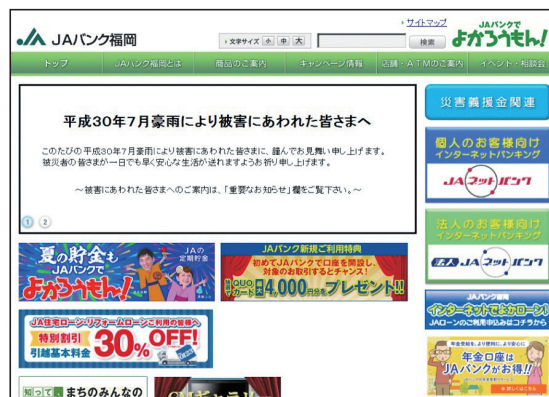 サイトマップ
JAバンク福岡
文字サイズ 小 中 大
検索
JAバンクで
よかろうもん!
トップ JAバンク福岡とは 商品のご案内 キャンペーン情報 店舗・ATMのご案内 イベント・相談会
平成30年7月豪雨により被害にあわれた皆さまへ
このたびの平成30年7月豪雨により被害にあわれた皆さまに、謹んでお見舞い申し上げます。
被災者の皆さまが一日でも早く安心な生活が送れますようお祈り申し上げます。
～被害にあわれた皆さまへのご案内は、「重要なお知らせ」欄をご覧下さい。～
1 2
災害義援金関連
個人のお客様向け
インターネットバンキング
JAネットバンク
法人のお客様向け
インターネットバンキング
法人JAネットバンク
夏の貯金も
JAバンクで
よかろうもん!
JAの
定期貯金
JAバンク新規ご利用特典
初めてJAバンクで口座を開設し、
対象のお取引するとチャンス!
QUO
カード
4,000円分をプレゼント!!
JAバンク福岡
インターネットでよかローン!
JAローンのご利用申込みはコチラから
JA住宅ローン・リフォームローンご利用の皆様へ
特別割引
引越基本料金
30%OFF!
年金口座は
JAバンクがお得!!
詳しくはこちら
知って得 まちのみんなの
CMギャラリー